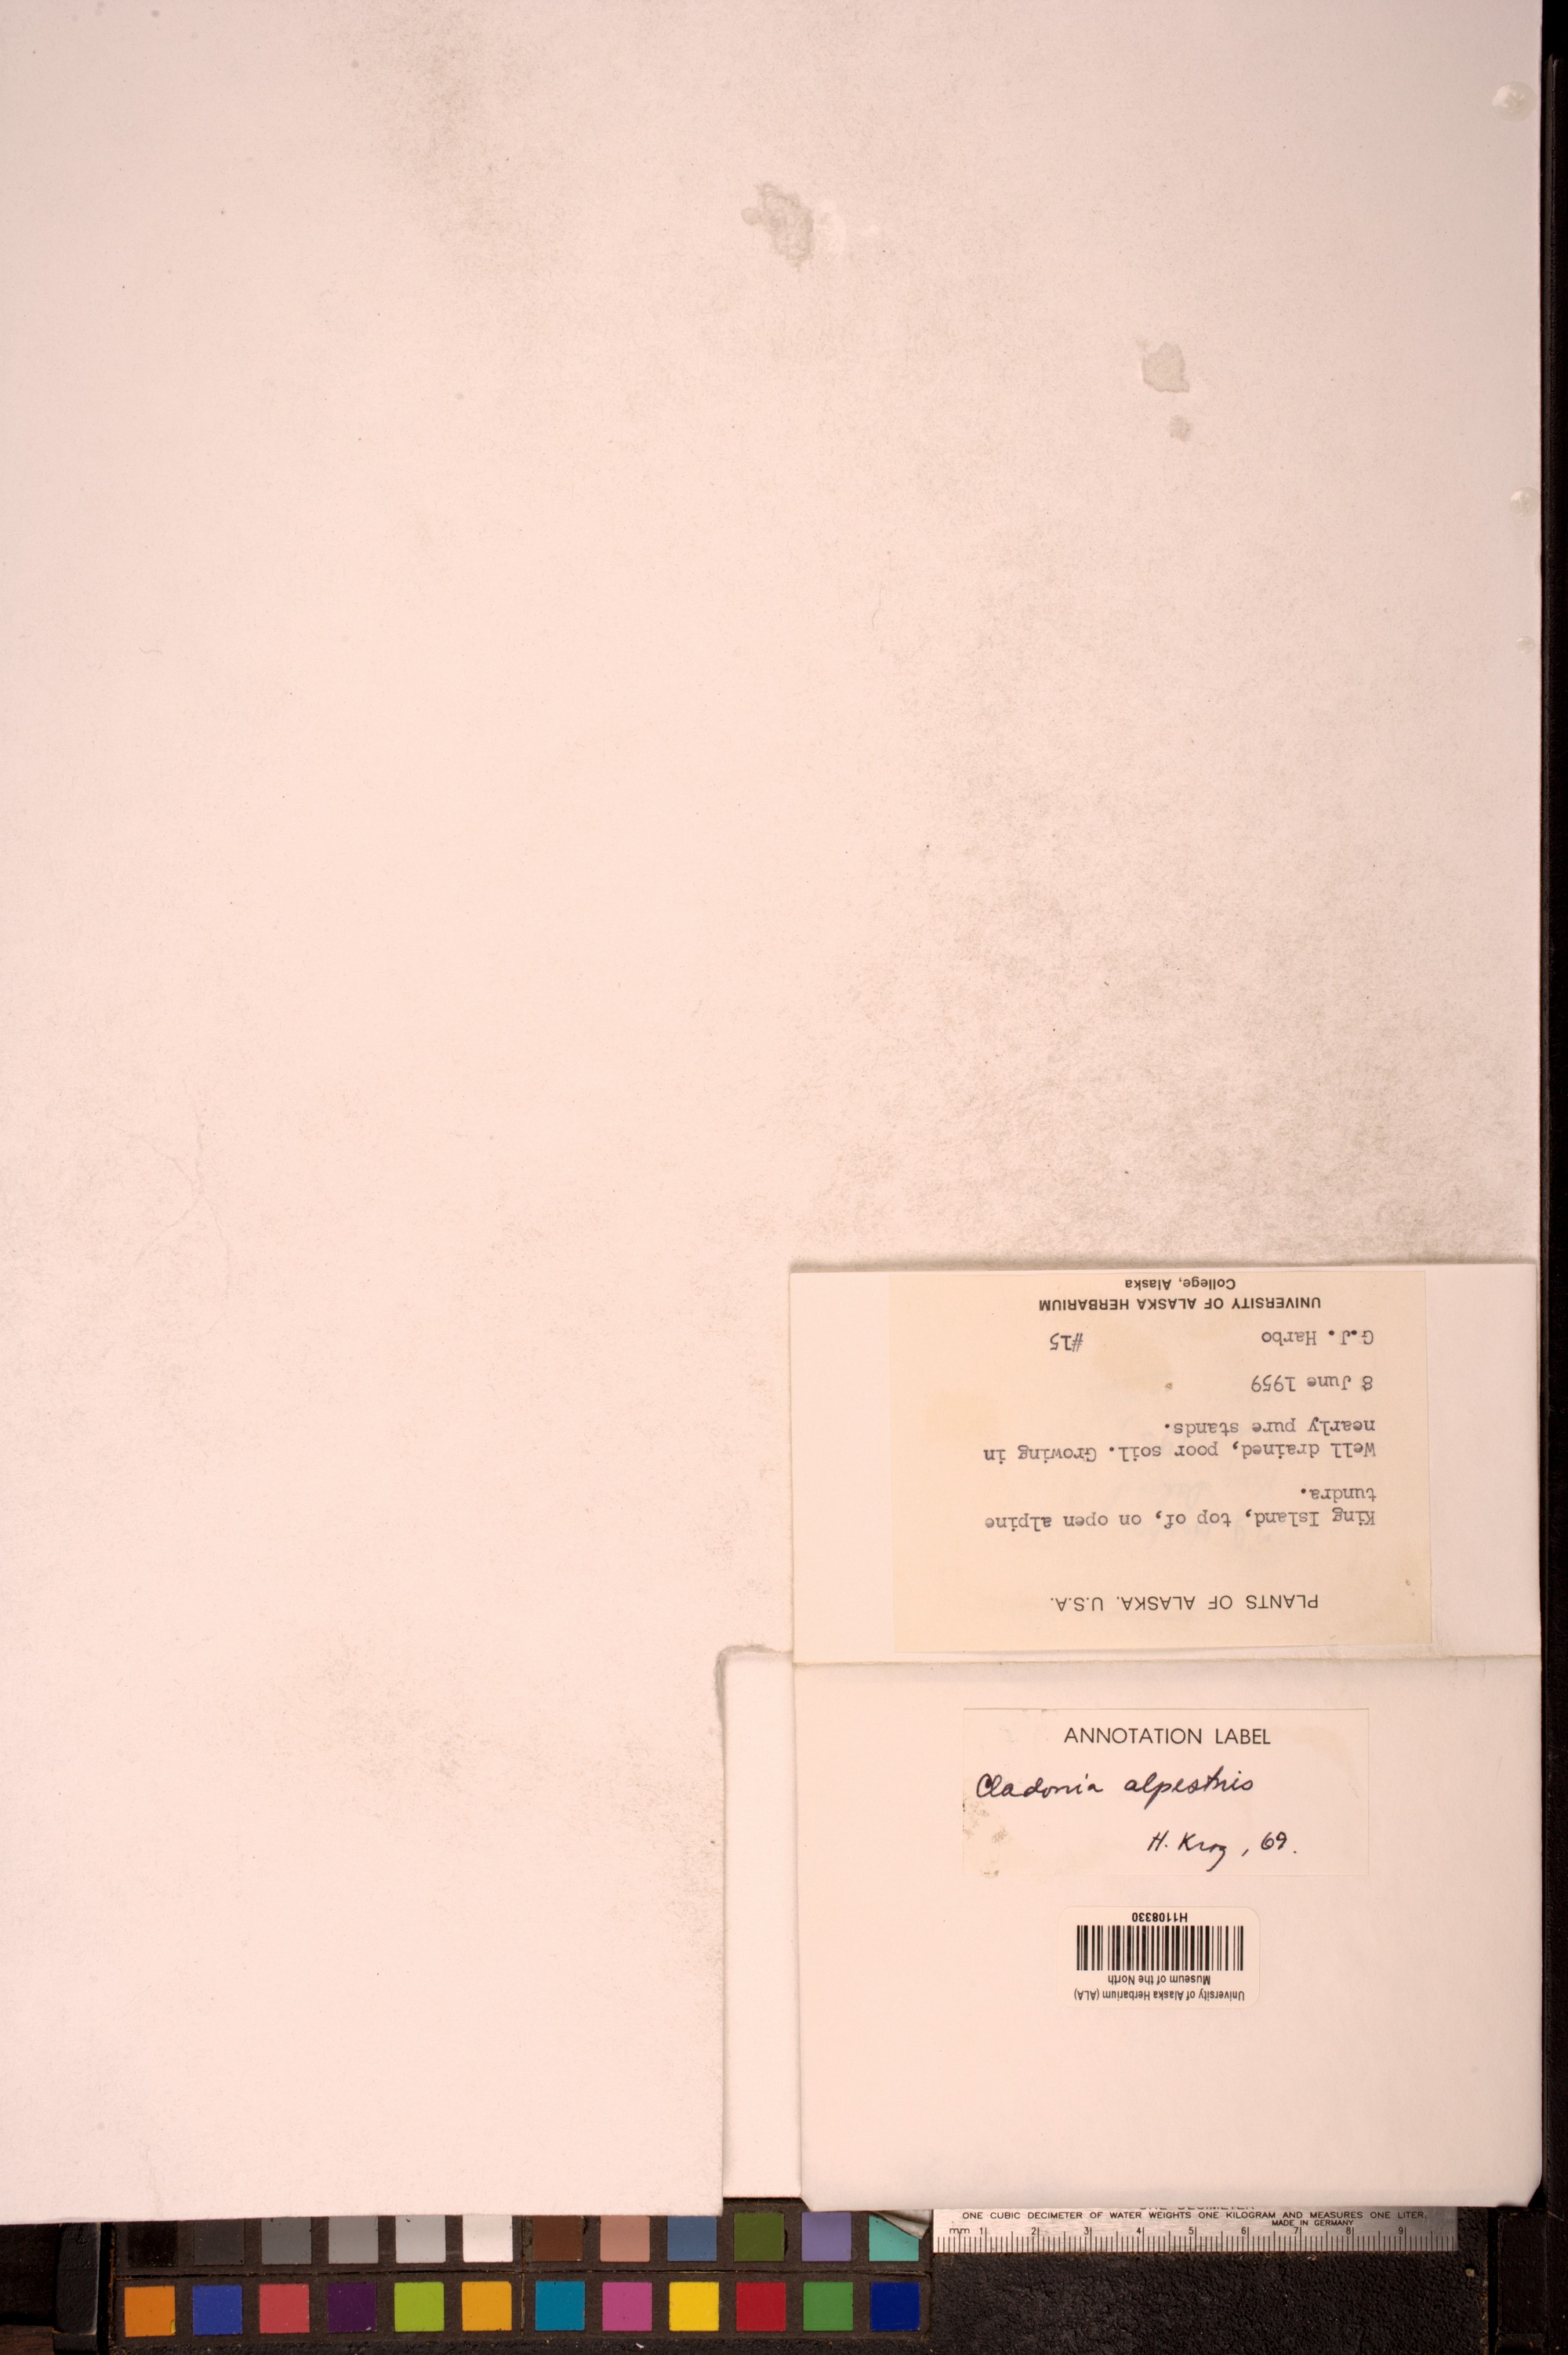 PLANTS OF ALASKA. U.S.A.
King Island, top of, on open alpine
tundra.
Well drained, poor soil. Growing in
nearly pure stands.
8 June 1959
G.J. Harbo #15
UNIVERSITY OF ALASKA HERBARIUM
College, Alaska
ANNOTATION LABEL
Cladonia alpestris
H. Krog, 69.
University of Alaska Herbarium (ALA)
Museum of the North
H1108330
ONE CUBIC DECIMETER OF WATER WEIGHTS ONE KILOGRAM AND MEASURES ONE LITER.
MADE IN GERMANY
mm 1 2 3 4 5 6 7 8 9